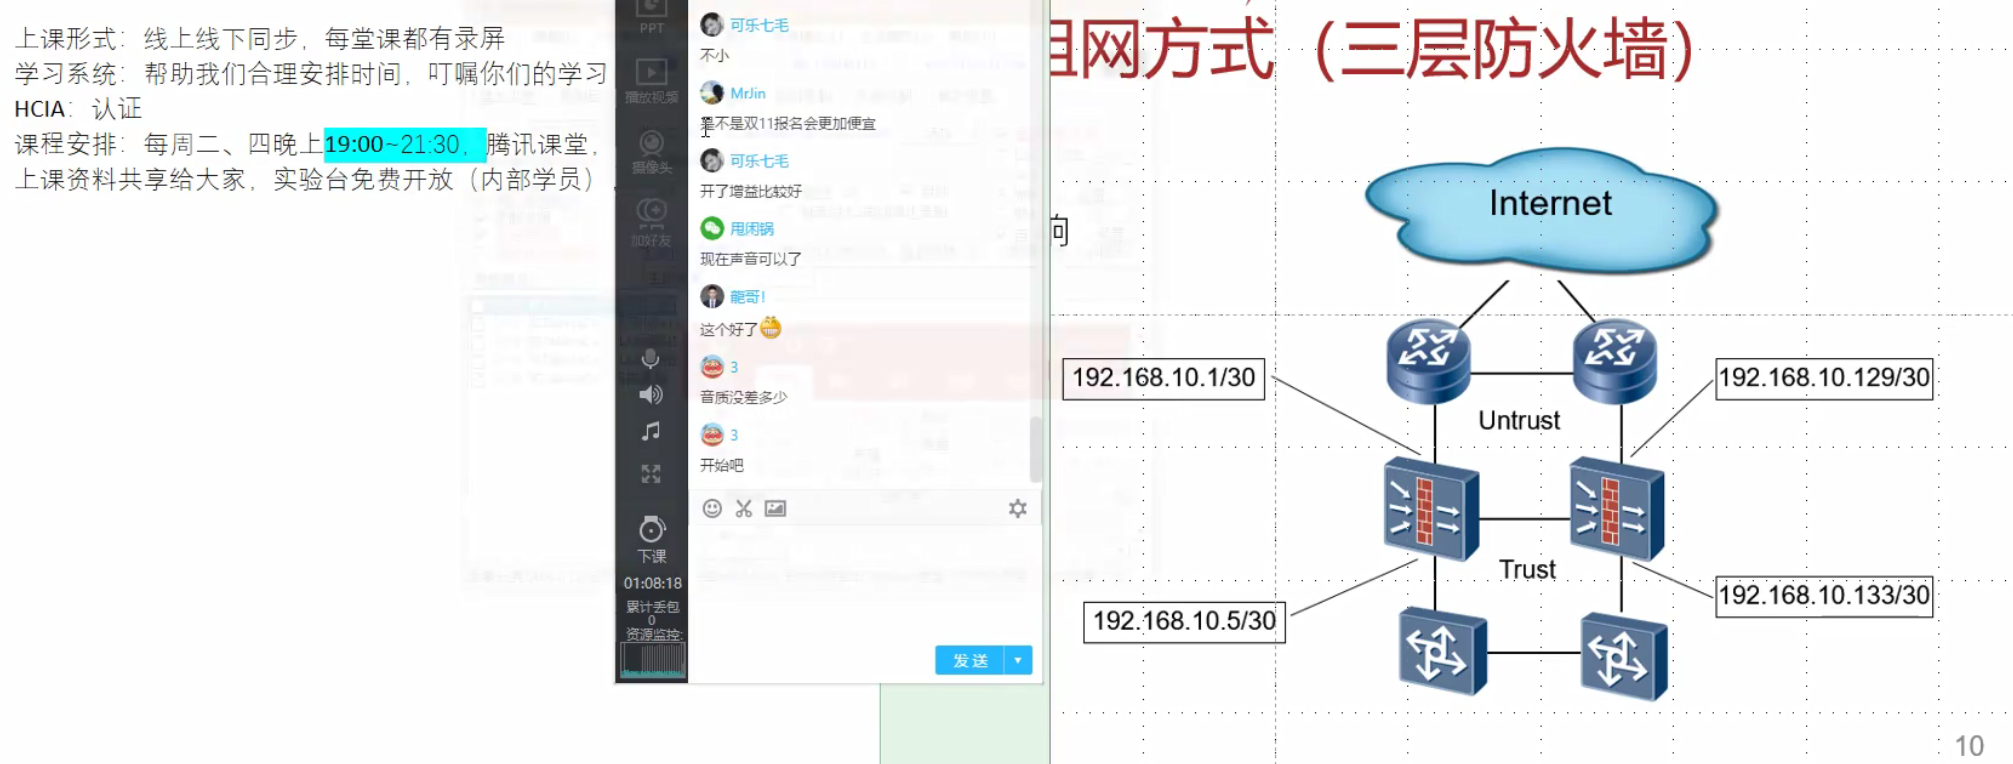 上课形式：线上线下同步，每堂课都有录屏
学习系统：帮助我们合理安排时间，叮嘱你们的学习
HCIA：认证
课程安排：每周二、四晚上19:00~21:30，腾讯课堂，
上课资料共享给大家，实验台免费开放（内部学员）
PPT
播放视频
摄像头
加好友
下课
01:08:18
累计丢包
0
资源监控:
可乐七毛
不小
MrJin
是不是双11报名会更加便宜
可乐七毛
开了增益比较好
甩闭锅
现在声音可以了
龍哥！
这个好了
3
音质没差多少
3
开始吧
发送
组网方式（三层防火墙）
响
Internet
192.168.10.1/30
192.168.10.129/30
Untrust
Trust
192.168.10.5/30
192.168.10.133/30
10